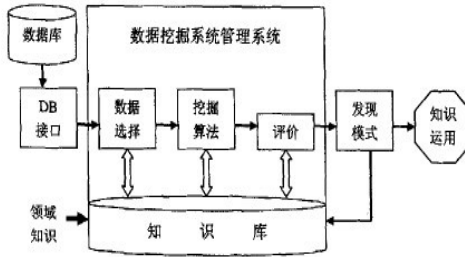 数据库
数据挖掘系统管理系统
DB
接口
数据
选择
挖掘
算法
评价
发现
模式
知识
运用
领域
知识
知识库